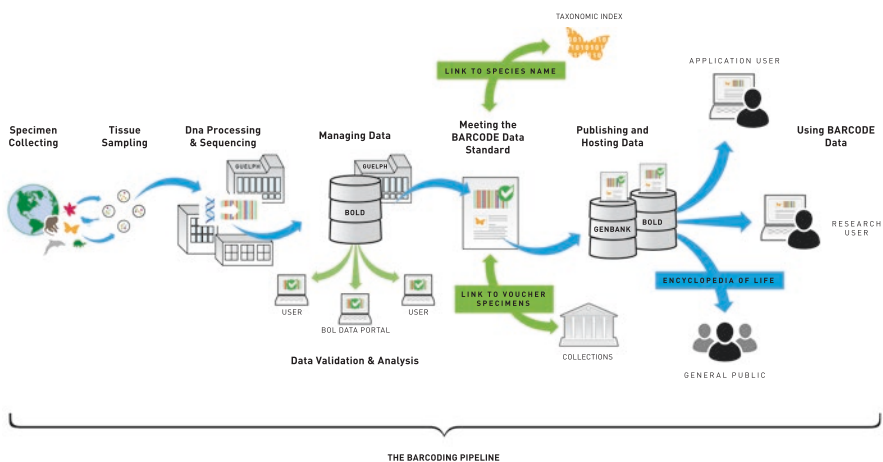 TAXONOMIC INDEX
LINK TO SPECIES NAME
APPLICATION USER
Specimen
Collecting
Tissue
Sampling
Dna Processing
& Sequencing
Managing Data
Meeting the
BARCODE Data
Standard
Publishing and
Hosting Data
Using BARCODE
Data
GUELPH
GUELPH
BOLD
GENBANK
BOLD
RESEARCH
USER
ENCYCLOPEDIA OF LIFE
LINK TO VOUCHER
SPECIMENS
USER
BOL DATA PORTAL
USER
COLLECTIONS
Data Validation & Analysis
GENERAL PUBLIC
THE BARCODING PIPELINE